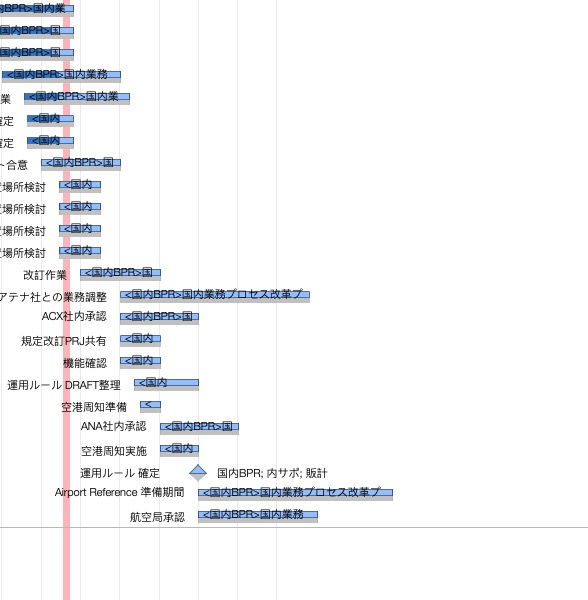 内BPR>国内業
国内BPR>国
国内BPR>国
<国内BPR>国内業務
業 <国内BPR>国内業
定 <国内
定 <国内
ト合意 <国内BPR>国
場所検討 <国内
場所検討 <国内
場所検討 <国内
場所検討 <国内
改訂作業 <国内BPR>国
アテナ社との業務調整 <国内BPR>国内業務プロセス改革プ
ACX社内承認 <国内BPR>国
規定改訂PRJ共有 <国内
機能確認 <国内
運用ルール DRAFT整理 <国内
空港周知準備 <
ANA社内承認 <国内BPR>国
空港周知実施 <国内
運用ルール 確定 国内BPR; 内サポ; 販計
Airport Reference 準備期間 <国内BPR>国内業務プロセス改革プ
航空局承認 <国内BPR>国内業務